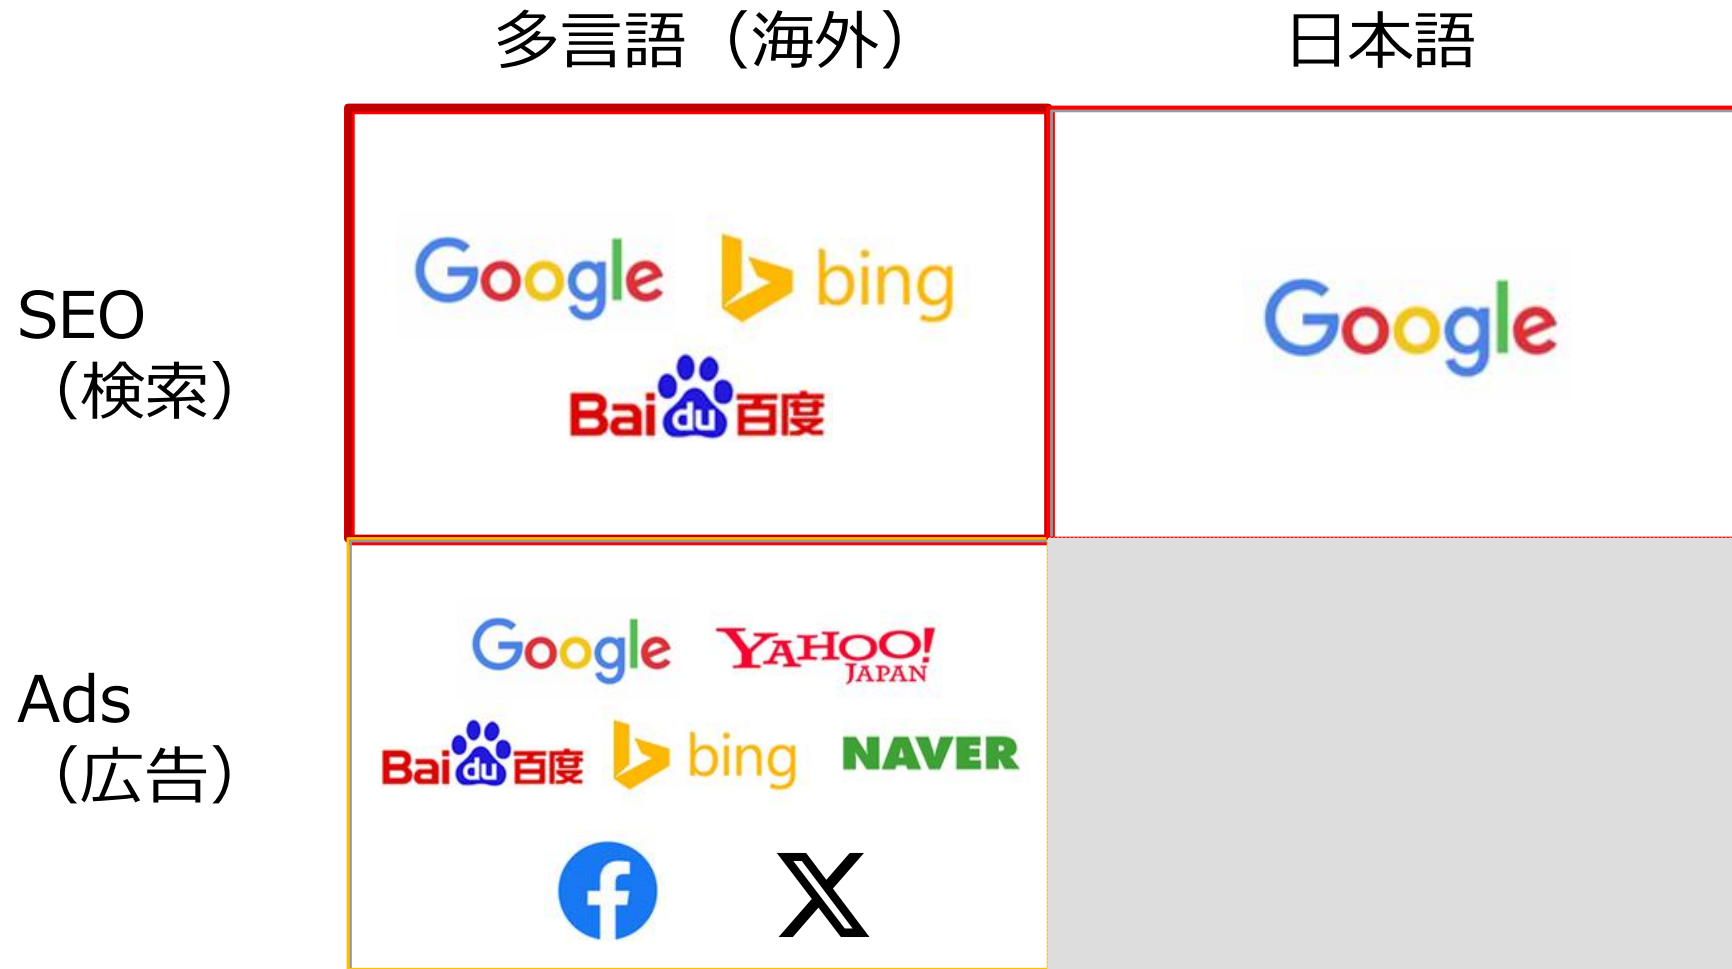 多言語（海外） 日本語
SEO
（検索）
Google bing
Baidu百度
Google
Ads
（広告）
Google YAHOO!
JAPAN
Baidu百度 bing NAVER
f X